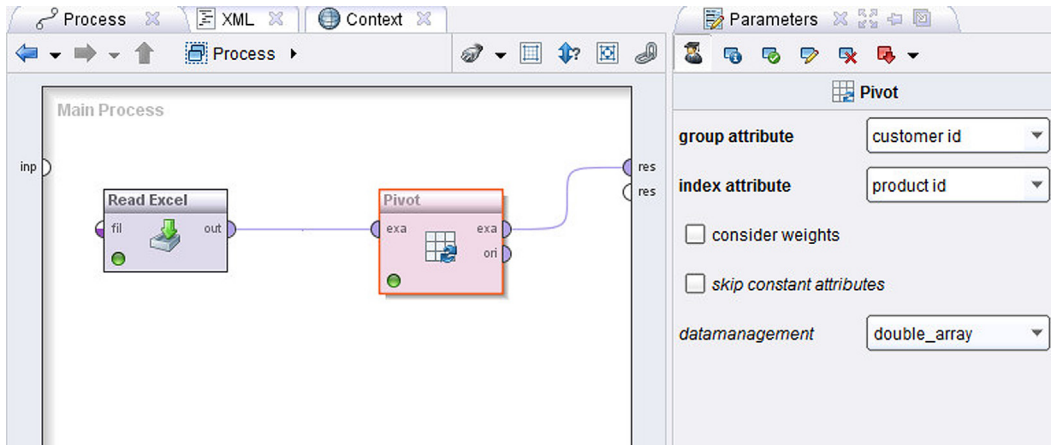 Process
XML
Context
Parameters
Process
Pivot
Main Process
group attribute
customer id
inp
res
index attribute
product id
res
Read Excel
Pivot
fil
out
exa
exa
ori
consider weights
skip constant attributes
datamanagement
double_array